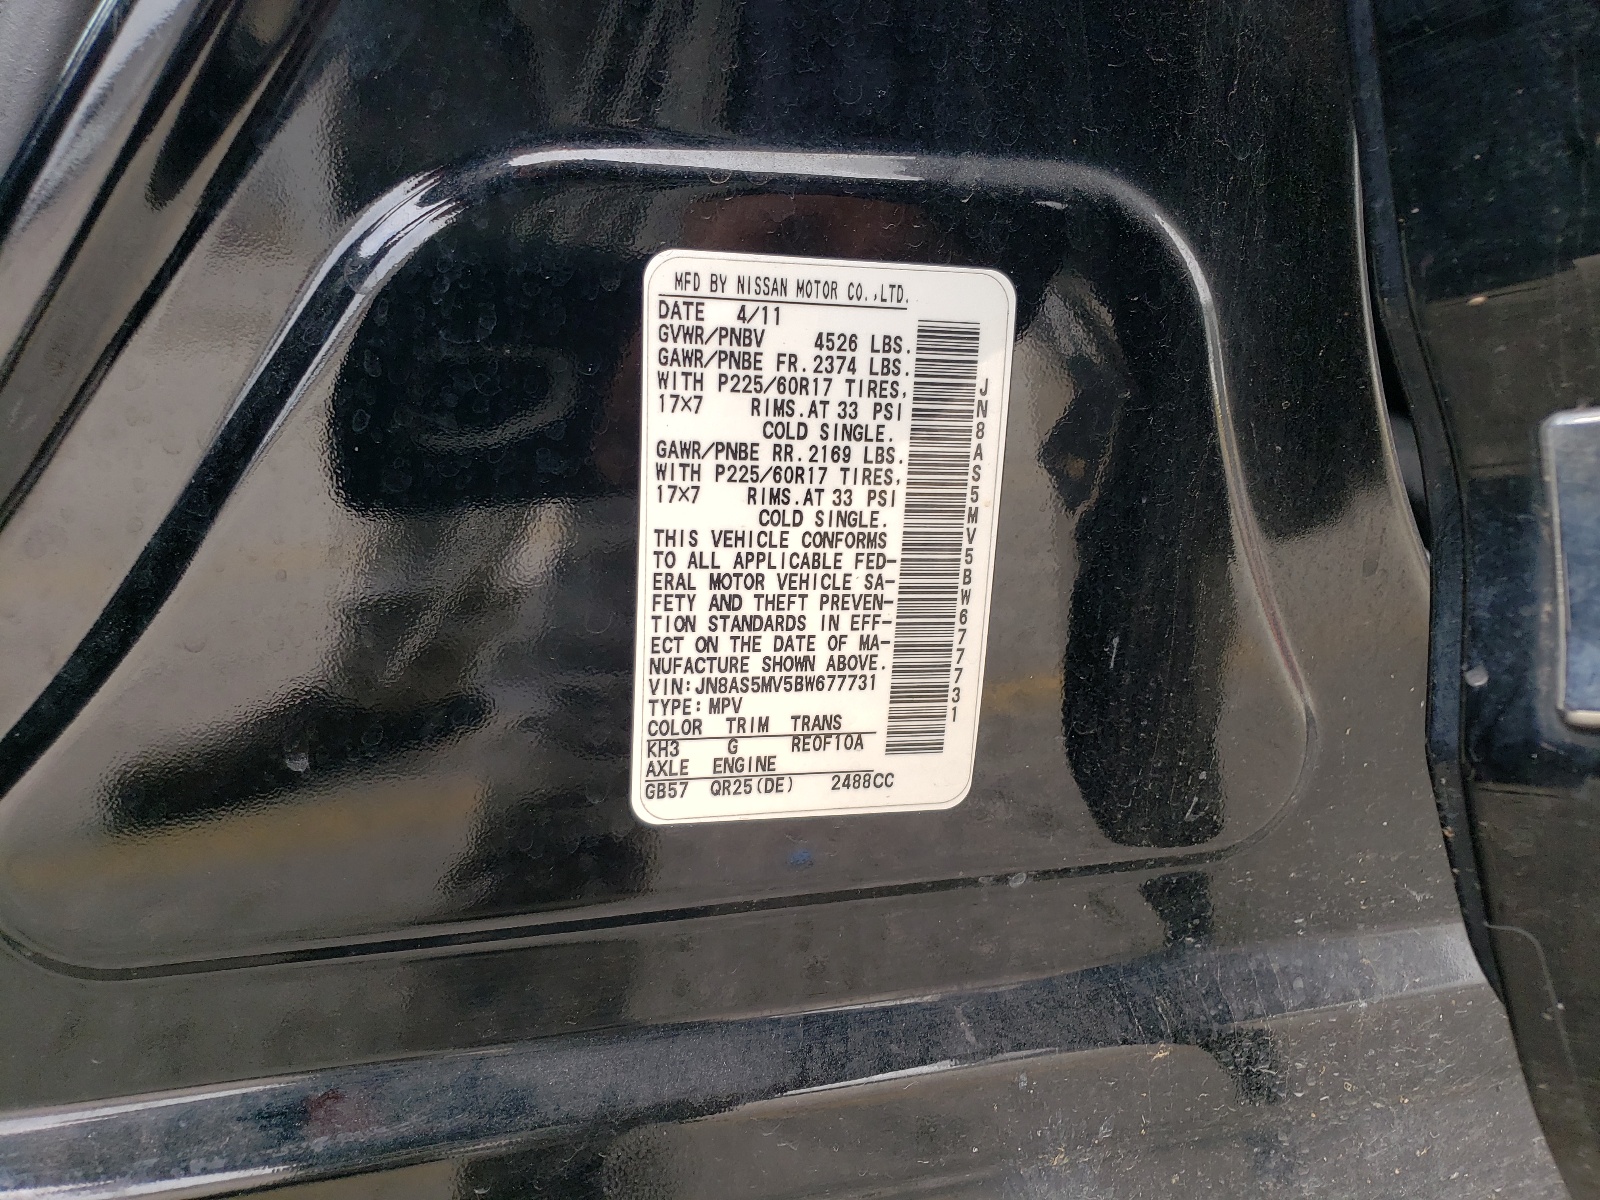 MFD BY NISSAN MOTOR CO.,LTD.
DATE 4/11
GVWR/PNBV 4526 LBS.
GAWR/PNBE FR.2374 LBS.
WITH P225/60R17 TIRES,
17×7 RIMS.AT 33 PSI
COLD SINGLE.
GAWR/PNBE RR.2169 LBS.
WITH P225/60R17 TIRES,
17×7 RIMS.AT 33 PSI
COLD SINGLE.
THIS VEHICLE CONFORMS
TO ALL APPLICABLE FED-
ERAL MOTOR VEHICLE SA-
FETY AND THEFT PREVEN-
TION STANDARDS IN EFF-
ECT ON THE DATE OF MA-
NUFACTURE SHOWN ABOVE.
VIN:JN8AS5MV5BW677731
TYPE:MPV
COLOR TRIM TRANS
KH3 G RE0F10A
AXLE ENGINE
GB57 QR25(DE) 2488CC
JN8AS5MV5BW677731